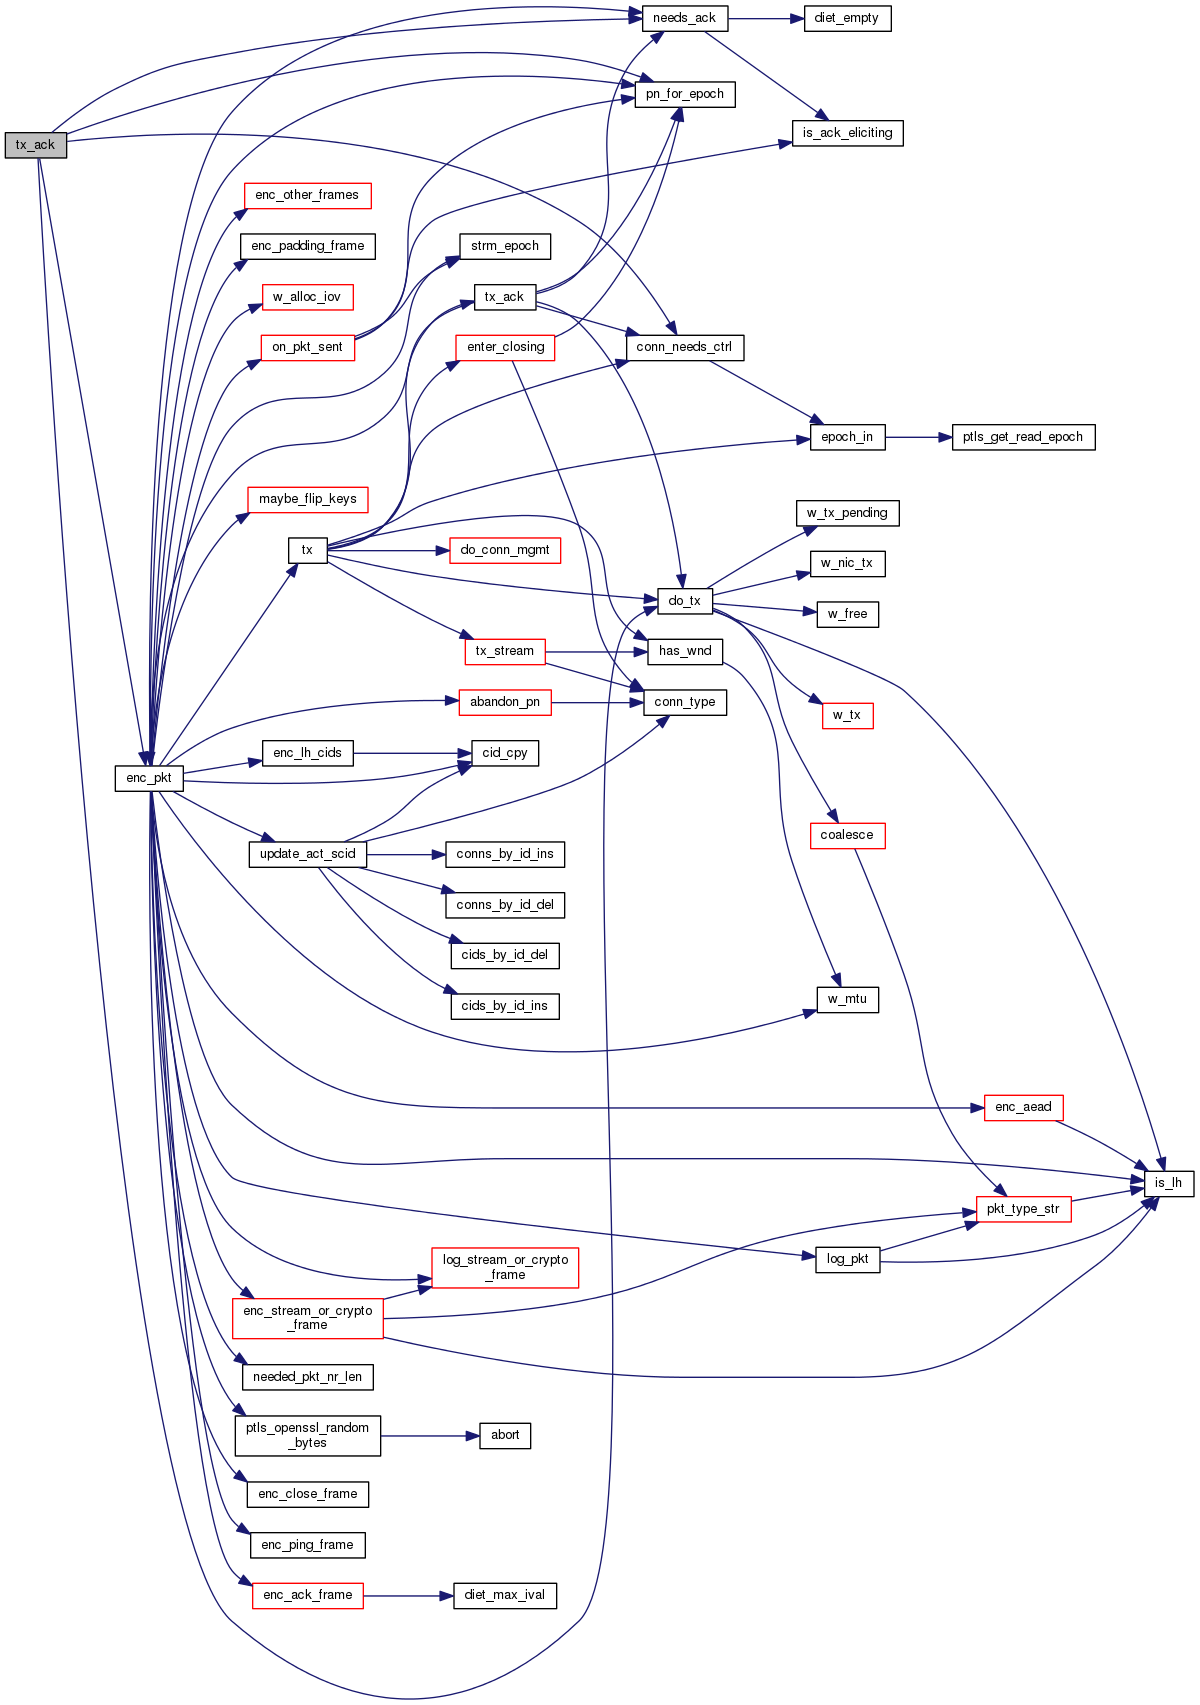 needs_ack
diet_empty
pn_for_epoch
is_ack_eliciting
tx_ack
enc_other_frames
enc_padding_frame
strm_epoch
w_alloc_iov
tx_ack
on_pkt_sent
enter_closing
conn_needs_ctrl
epoch_in
ptls_get_read_epoch
maybe_flip_keys
w_tx_pending
tx
do_conn_mgmt
w_nic_tx
do_tx
w_free
tx_stream
has_wnd
abandon_pn
conn_type
w_tx
enc_lh_cids
cid_cpy
enc_pkt
coalesce
update_act_scid
conns_by_id_ins
conns_by_id_del
cids_by_id_del
cids_by_id_ins
w_mtu
enc_aead
is_lh
pkt_type_str
log_pkt
log_stream_or_crypto
_frame
enc_stream_or_crypto
_frame
needed_pkt_nr_len
ptls_openssl_random
_bytes
abort
enc_close_frame
enc_ping_frame
enc_ack_frame
diet_max_ival